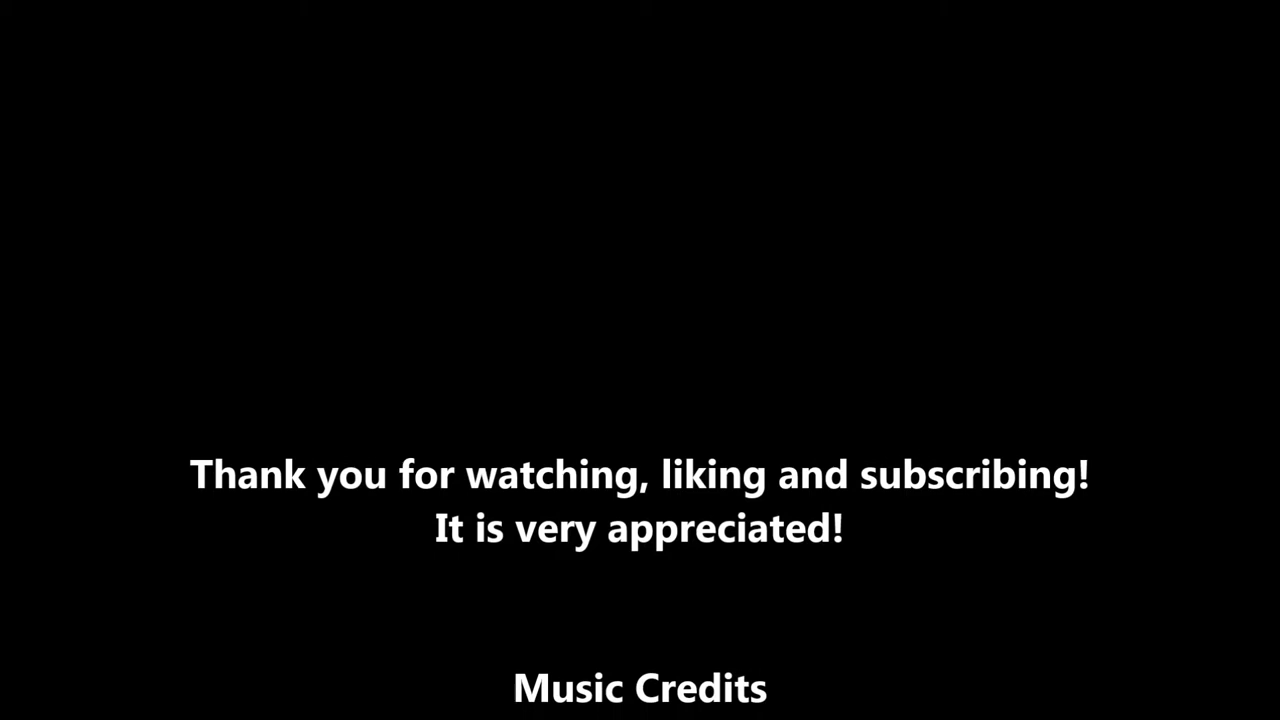 Thank you for watching, liking and subscribing!
It is very appreciated!
Music Credits